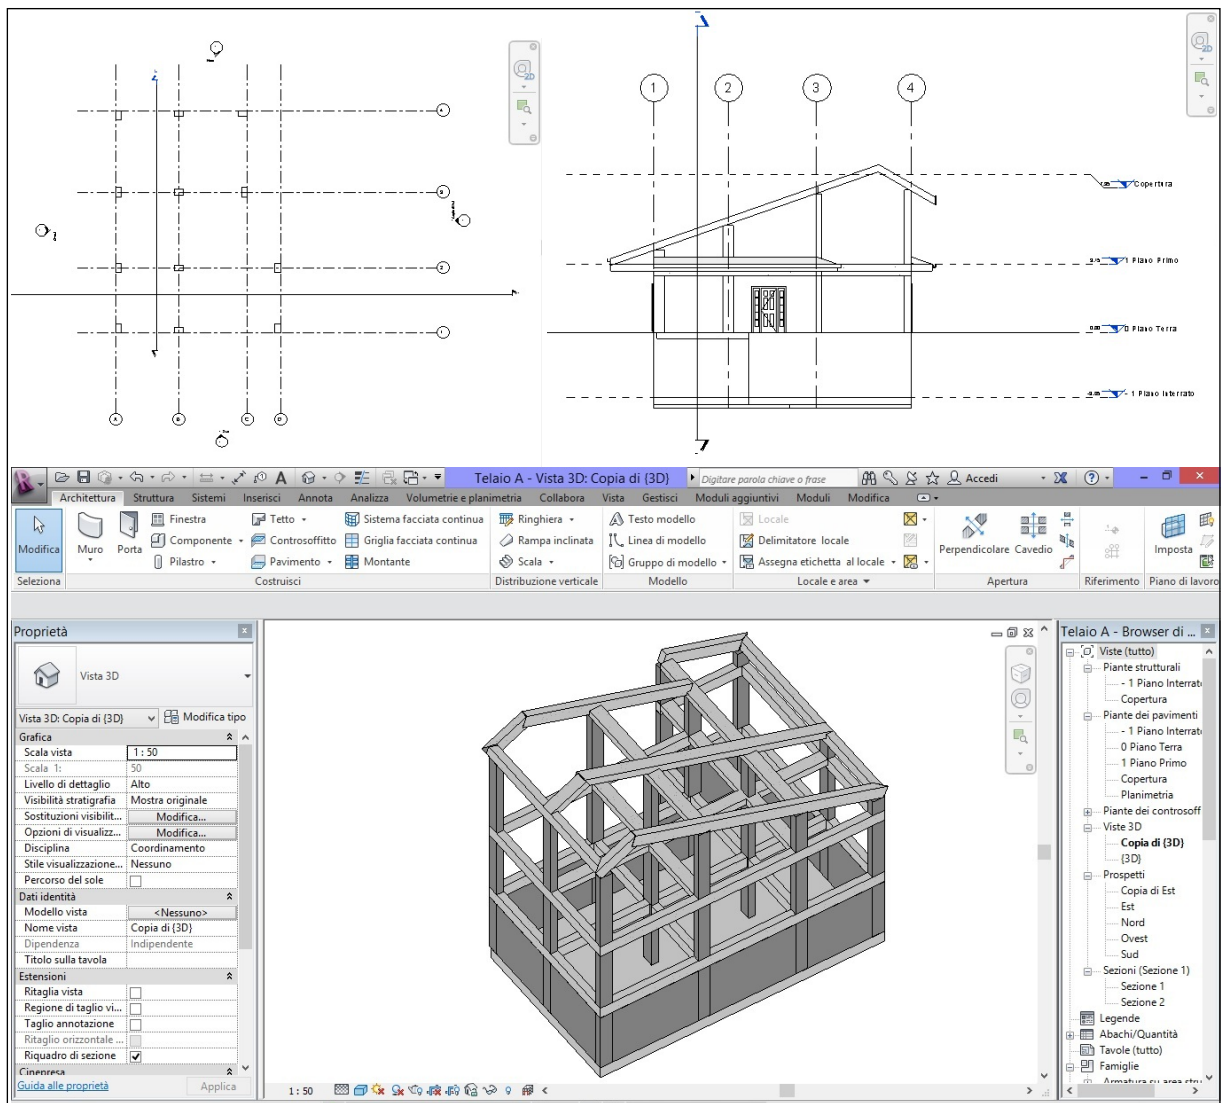 2D
2D
1
2
3
4
Copertura
1 Piano Primo
0 Piano Terra
- 1 Piano Interrato
A
B
C
D
4
3
2
1
Telaio A - Vista 3D: Copia di {3D}
Digitare parola chiave o frase
Accedi
Architettura Struttura Sistemi Inserisci Annota Analizza Volumetrie e planimetria Collabora Vista Gestisci Moduli aggiuntivi Moduli Modifica
Modifica
Muro
Porta
Finestra
Componente
Pilastro
Tetto
Controsoffitto
Pavimento
Sistema facciata continua
Griglia facciata continua
Montante
Ringhiera
Rampa inclinata
Scala
Testo modello
Linea di modello
Gruppo di modello
Locale
Delimitatore locale
Assegna etichetta al locale
Perpendicolare
Cavedio
Imposta
Seleziona
Costruisci
Distribuzione verticale
Modello
Locale e area
Apertura
Riferimento
Piano di lavoro
Proprietà
Vista 3D
Vista 3D: Copia di {3D}
Modifica tipo
Grafica
Scala vista 1 : 50
Scala 1: 50
Livello di dettaglio Alto
Visibilità stratigrafia Mostra originale
Sostituzioni visibilit... Modifica...
Opzioni di visualizz... Modifica...
Disciplina Coordinamento
Stile visualizzazione... Nessuno
Percorso del sole
Dati identità
Modello vista <Nessuno>
Nome vista Copia di {3D}
Dipendenza Indipendente
Titolo sulla tavola
Estensioni
Ritaglia vista
Regione di taglio vi...
Taglio annotazione
Ritaglio orizzontale ...
Riquadro di sezione
Cinepresa
Guida alle proprietà
Applica
1 : 50
Telaio A - Browser di ...
Viste (tutto)
Piante strutturali
- 1 Piano Interrato
Copertura
Piante dei pavimenti
- 1 Piano Interrato
0 Piano Terra
1 Piano Primo
Copertura
Planimetria
Piante dei controsoff
Viste 3D
Copia di {3D}
{3D}
Prospetti
Copia di Est
Est
Nord
Ovest
Sud
Sezioni (Sezione 1)
Sezione 1
Sezione 2
Legende
Abachi/Quantità
Tavole (tutto)
Famiglie
Armatura su area stru